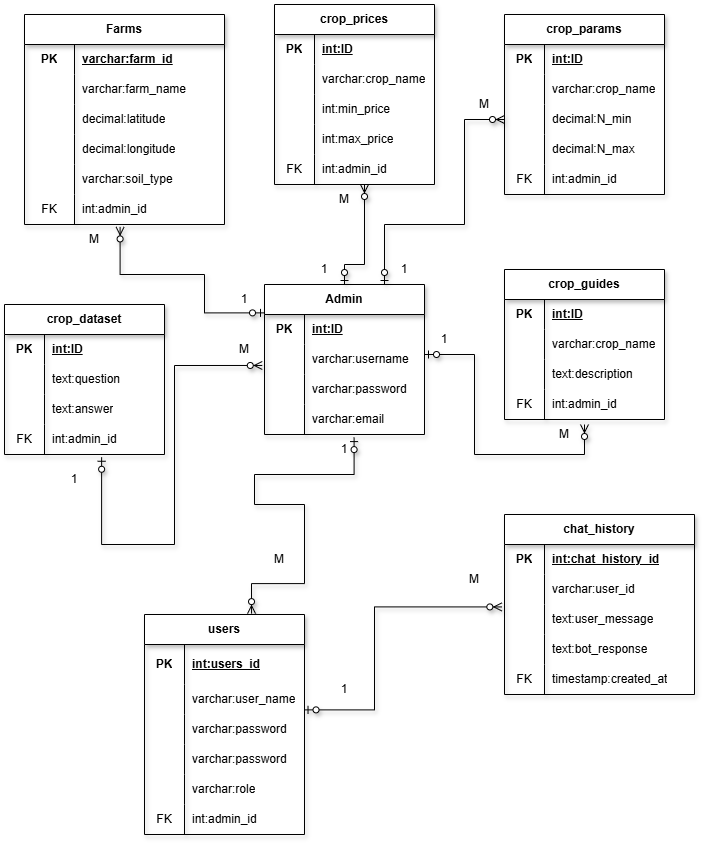 Farms
PK varchar:farm_id
varchar:farm_name
decimal:latitude
decimal:longitude
varchar:soil_type
FK int:admin_id
M
crop_prices
PK int:ID
varchar:crop_name
int:min_price
int:max_price
FK int:admin_id
M
crop_params
PK int:ID
varchar:crop_name
decimal:N_min
decimal:N_max
FK int:admin_id
M
1
1
1
Admin
PK int:ID
varchar:username
varchar:password
varchar:email
1
1
crop_dataset
PK int:ID
text:question
text:answer
FK int:admin_id
M
1
crop_guides
PK int:ID
varchar:crop_name
text:description
FK int:admin_id
M
M
users
PK int:users_id
varchar:user_name
varchar:password
varchar:password
varchar:role
FK int:admin_id
1
M
chat_history
PK int:chat_history_id
varchar:user_id
text:user_message
text:bot_response
FK timestamp:created_at